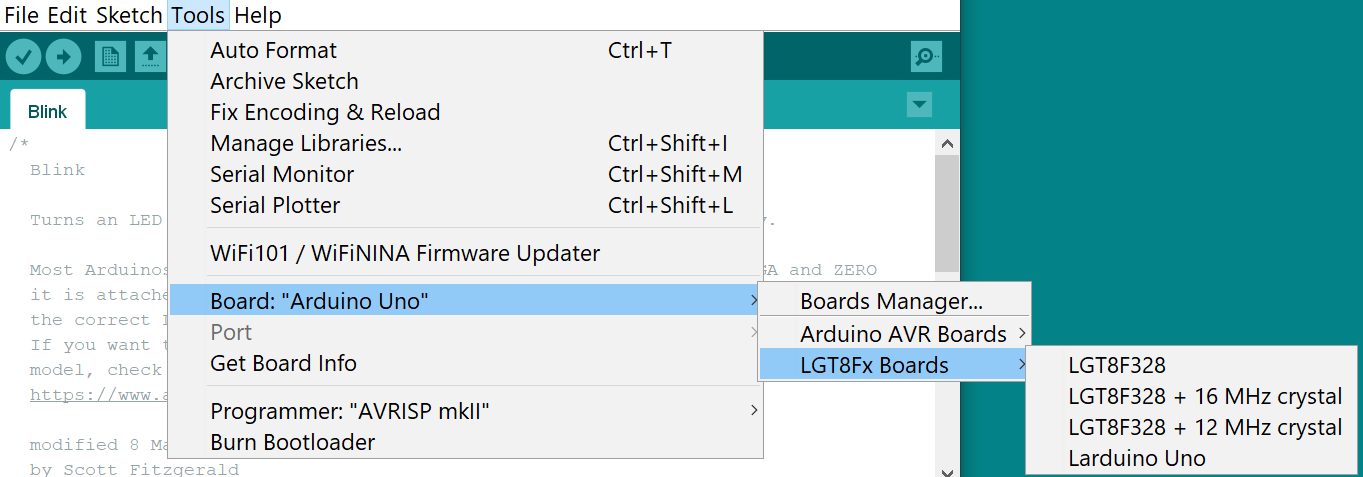 File Edit Sketch Tools Help
Auto Format Ctrl+T
Archive Sketch
Fix Encoding & Reload
Manage Libraries... Ctrl+Shift+I
Serial Monitor Ctrl+Shift+M
Serial Plotter Ctrl+Shift+L
WiFi101 / WiFiNINA Firmware Updater
Board: "Arduino Uno"
Port
Get Board Info
Programmer: "AVRISP mkII"
Burn Bootloader
Boards Manager...
Arduino AVR Boards
LGT8Fx Boards
LGT8F328
LGT8F328 + 16 MHz crystal
LGT8F328 + 12 MHz crystal
Larduino Uno
Blink
/*
Blink
Turns an LED
Most Arduinos and ZERO
it is
the correct
If you want
model, check
https://www.
modified 8
by Scott Fitzgerald